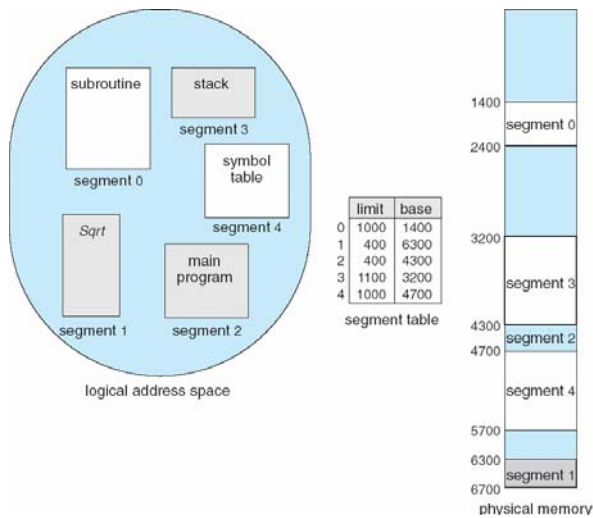 subroutine
segment 0
stack
segment 3
symbol
table
segment 4
Sqrt
segment 1
main
program
segment 2
logical address space
limit base
0 1000 1400
1 400 6300
2 400 4300
3 1100 3200
4 1000 4700
segment table
1400
segment 0
2400
3200
segment 3
4300
segment 2
4700
segment 4
5700
6300
segment 1
6700
physical memory